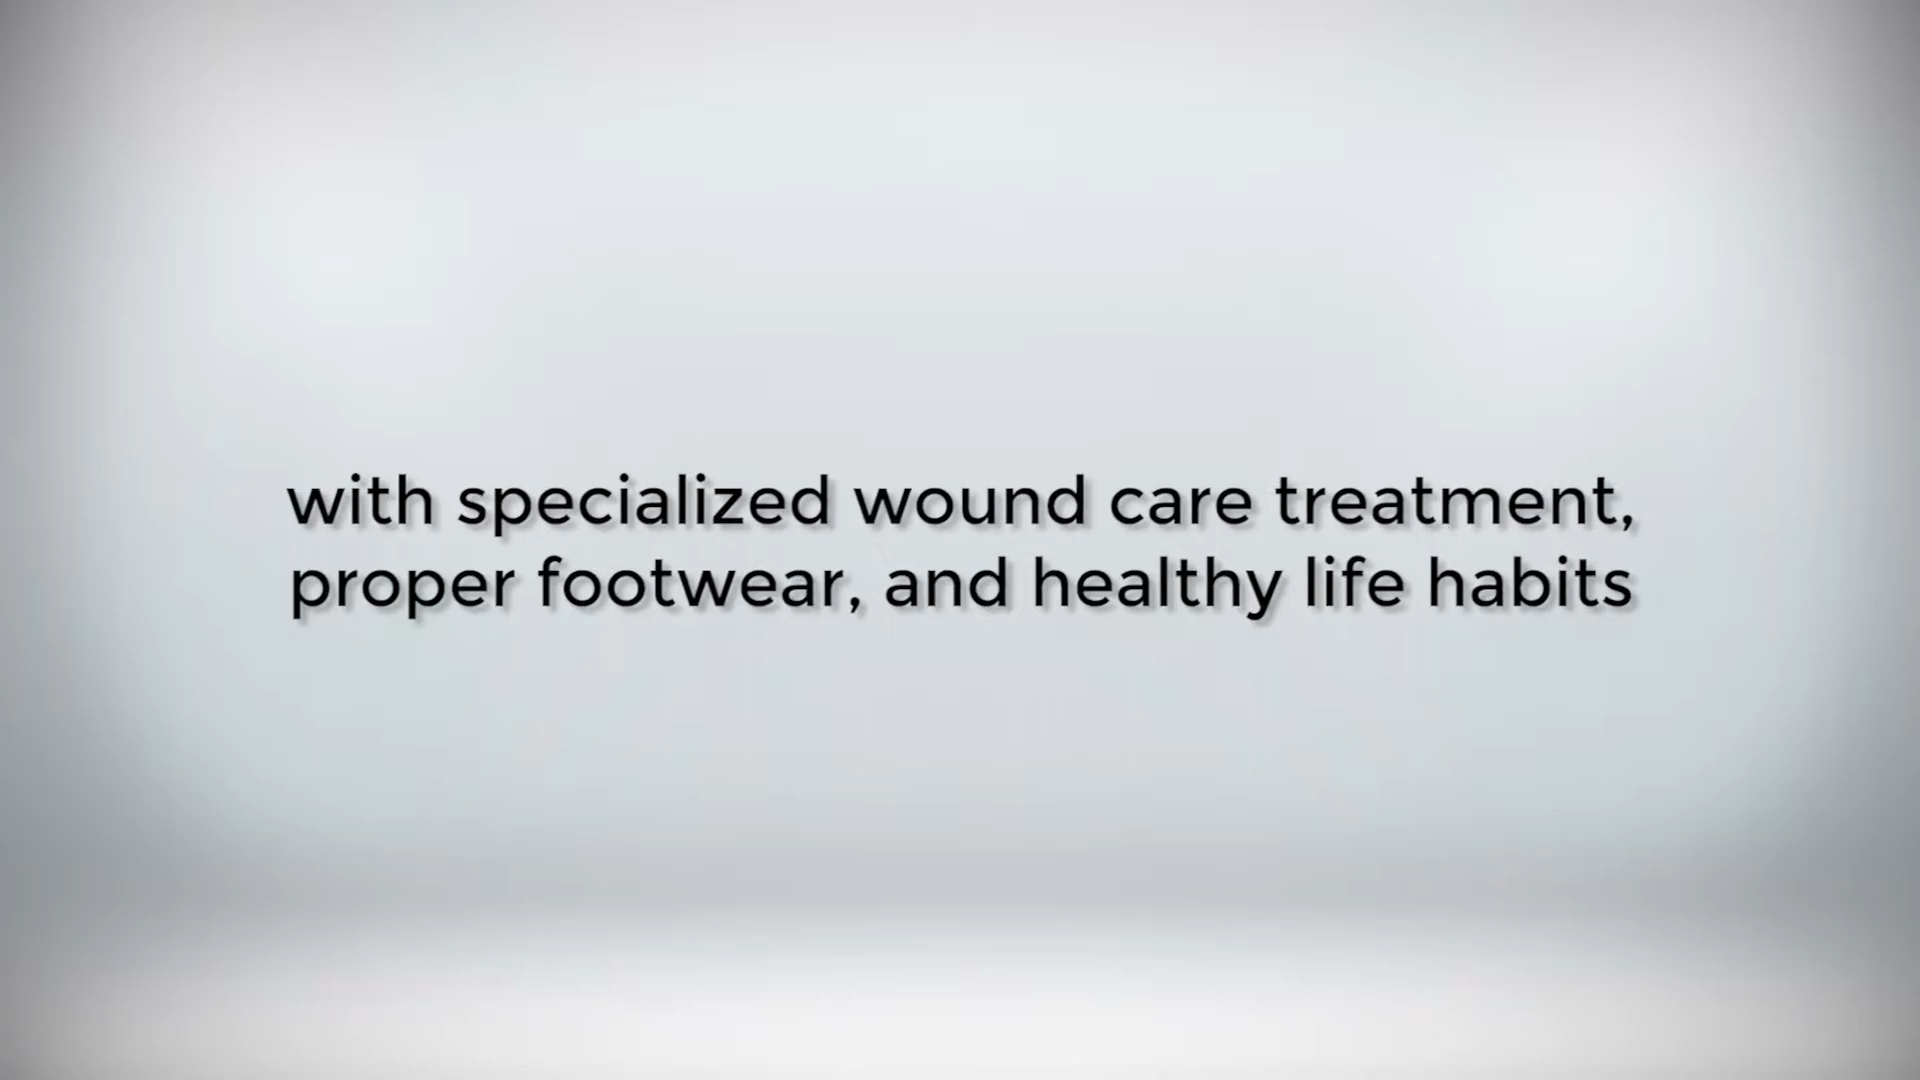 with specialized wound care treatment,
proper footwear, and healthy life habits